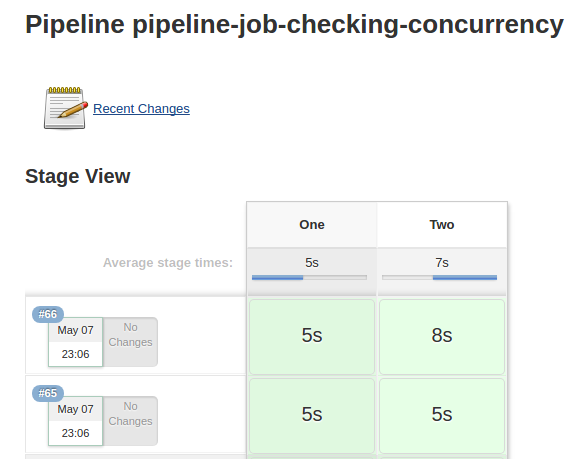 Pipeline pipeline-job-checking-concurrency
Recent Changes
Stage View
One Two
Average stage times: 5s 7s
#66
May 07 No
Changes
23:06
5s 8s
#65
May 07 No
Changes
23:06
5s 5s